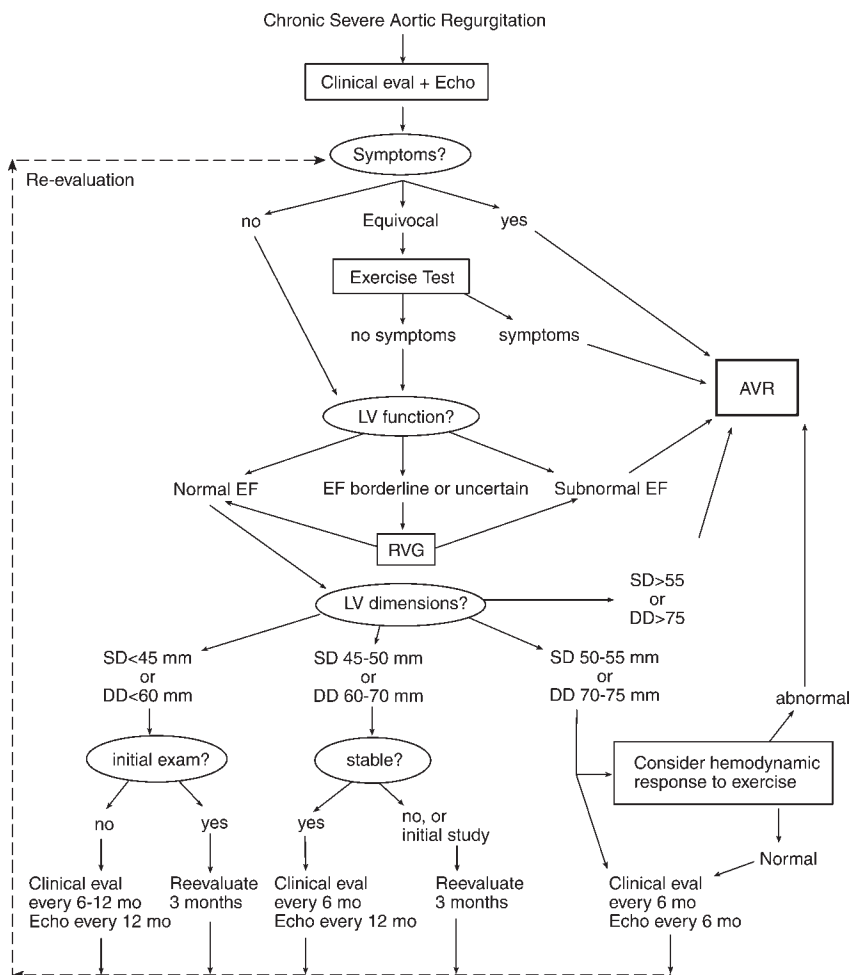 Chronic Severe Aortic Regurgitation
Clinical eval + Echo
Symptoms?
Re-evaluation
no
Equivocal
yes
Exercise Test
no symptoms
symptoms
AVR
LV function?
Normal EF
EF borderline or uncertain
Subnormal EF
RVG
LV dimensions?
SD>55
or
DD>75
SD<45 mm
or
DD<60 mm
SD 45-50 mm
or
DD 60-70 mm
SD 50-55 mm
or
DD 70-75 mm
abnormal
initial exam?
stable?
Consider hemodynamic
response to exercise
no
yes
yes
no, or
initial study
Normal
Clinical eval
every 6-12 mo
Echo every 12 mo
Reevaluate
3 months
Clinical eval
every 6 mo
Echo every 12 mo
Reevaluate
3 months
Clinical eval
every 6 mo
Echo every 6 mo